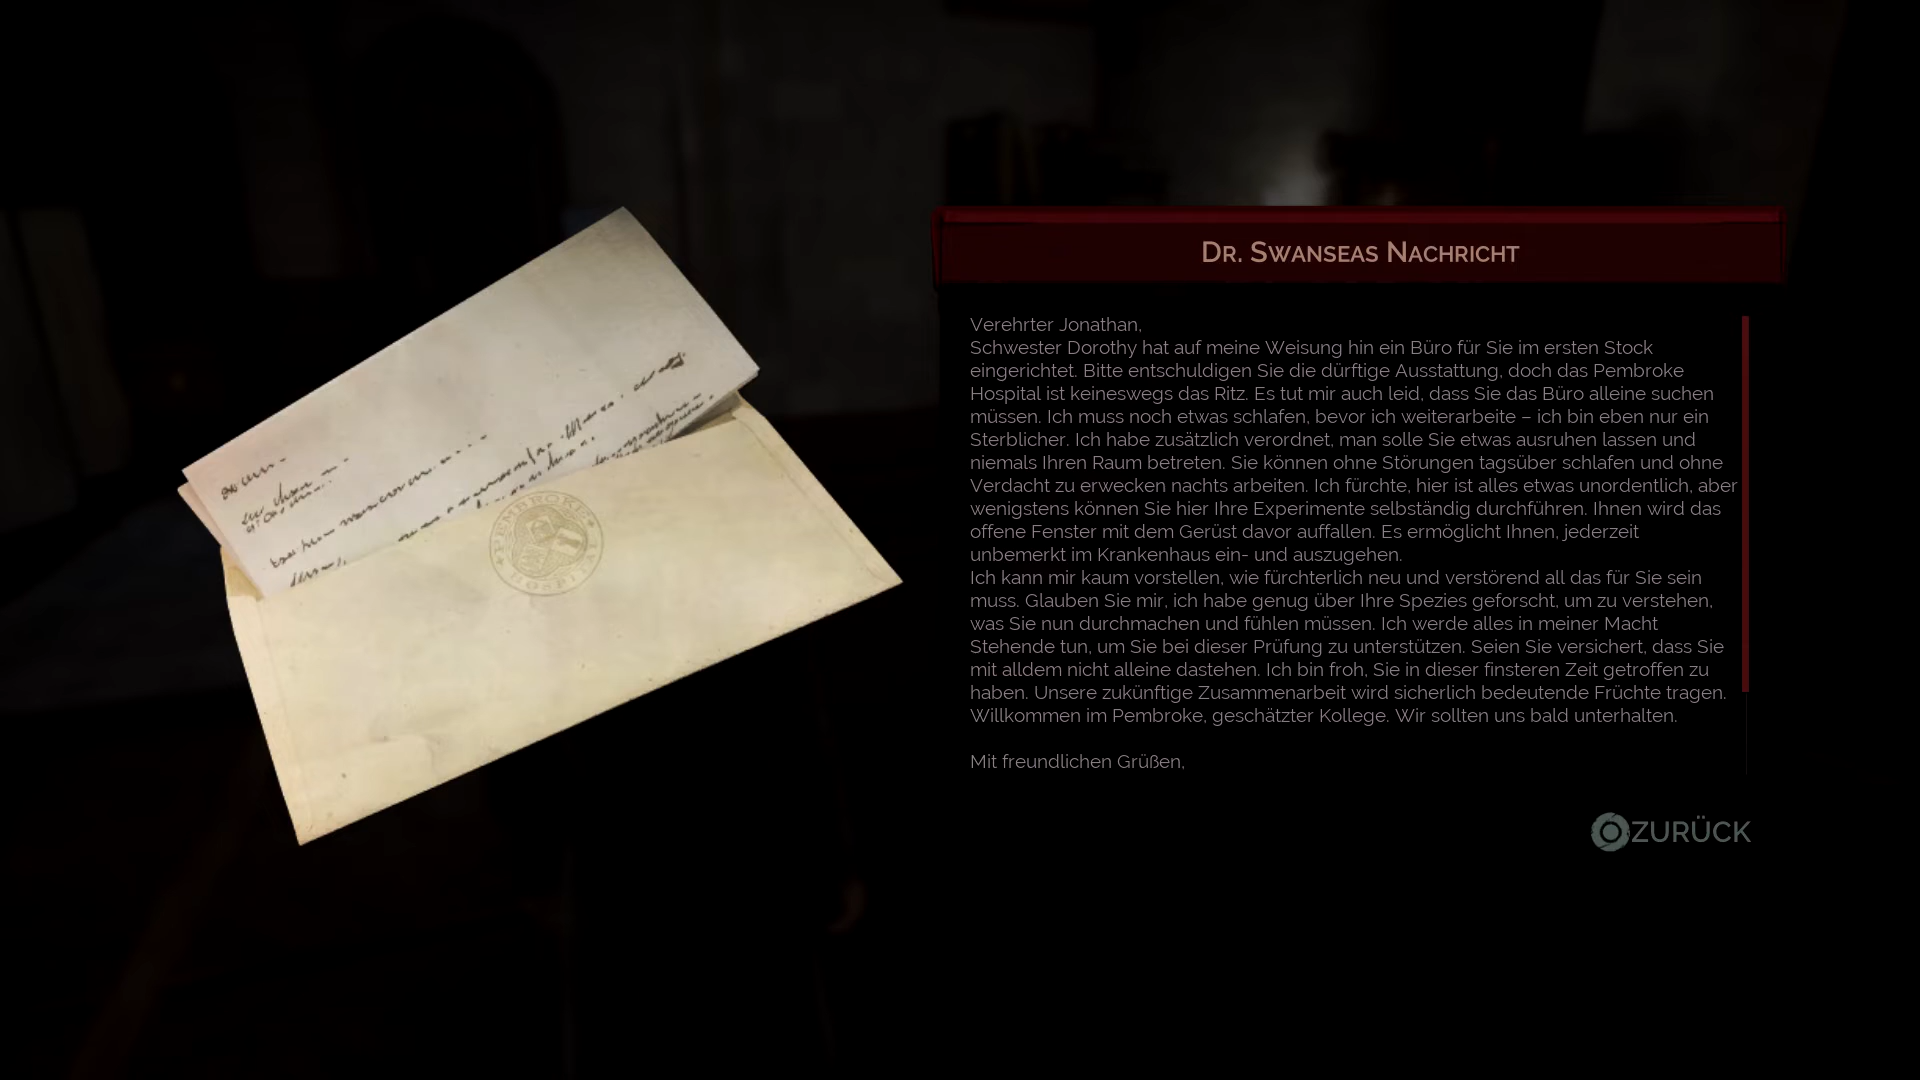 Dr. Swanseas Nachricht
Verehrter Jonathan,
Schwester Dorothy hat auf meine Weisung hin ein Büro für Sie im ersten Stock
eingerichtet. Bitte entschuldigen Sie die dürftige Ausstattung, doch das Pembroke
Hospital ist keineswegs das Ritz. Es tut mir auch leid, dass Sie das Büro alleine suchen
müssen. Ich muss noch etwas schlafen, bevor ich weiterarbeite – ich bin eben nur ein
Sterblicher. Ich habe zusätzlich verordnet, man solle Sie etwas ausruhen lassen und
niemals Ihren Raum betreten. Sie können ohne Störungen tagsüber schlafen und ohne
Verdacht zu erwecken nachts arbeiten. Ich fürchte, hier ist alles etwas unordentlich, aber
wenigstens können Sie hier Ihre Experimente selbständig durchführen. Ihnen wird das
offene Fenster mit dem Gerüst davor auffallen. Es ermöglicht Ihnen, jederzeit
unbemerkt im Krankenhaus ein- und auszugehen.
Ich kann mir kaum vorstellen, wie fürchterlich neu und verstörend all das für Sie sein
muss. Glauben Sie mir, ich habe genug über Ihre Spezies geforscht, um zu verstehen,
was Sie nun durchmachen und fühlen müssen. Ich werde alles in meiner Macht
Stehende tun, um Sie bei dieser Prüfung zu unterstützen. Seien Sie versichert, dass Sie
mit alldem nicht alleine dastehen. Ich bin froh, Sie in dieser finsteren Zeit getroffen zu
haben. Unsere zukünftige Zusammenarbeit wird sicherlich bedeutende Früchte tragen.
Willkommen im Pembroke, geschätzter Kollege. Wir sollten uns bald unterhalten.
Mit freundlichen Grüßen,
ZURÜCK
PEMBROKE
HOSPITAL